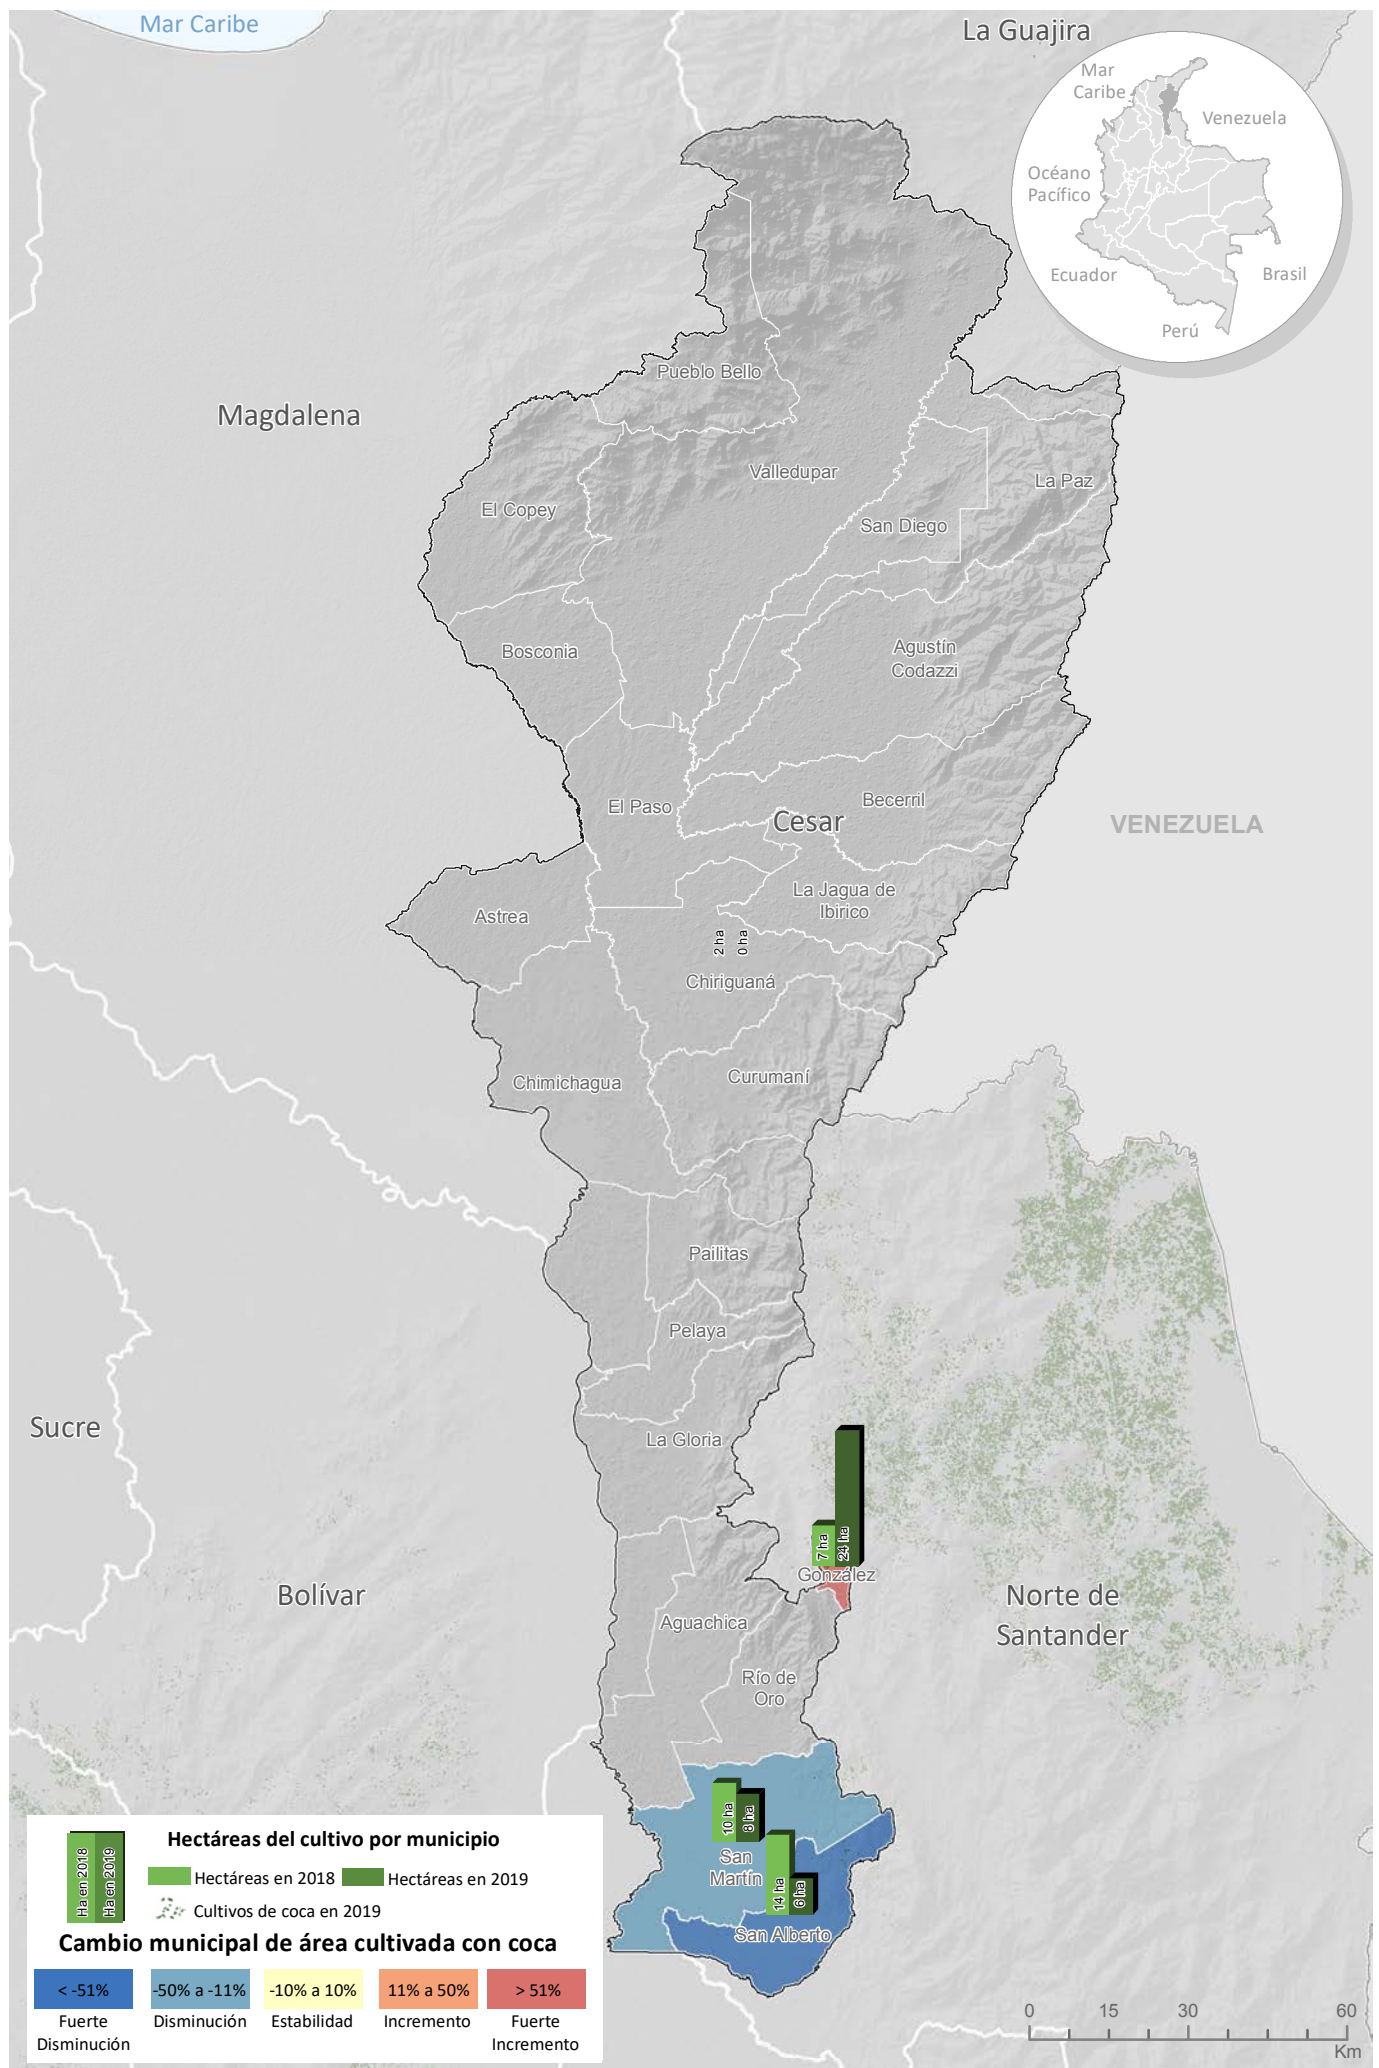 Mar Caribe
La Guajira
Mar
Caribe
Venezuela
Océano
Pacífico
Ecuador
Brasil
Perú
Pueblo Bello
Magdalena
Valledupar
La Paz
El Copey
San Diego
Bosconia
Agustín
Codazzi
El Paso
Becerril
Cesar
VENEZUELA
La Jagua de
Ibirico
Astrea
2 ha
0 ha
Chiriguaná
Chimichagua
Curumaní
Pailitas
Pelaya
Sucre
La Gloria
7 ha
24 ha
González
Bolívar
Norte de
Santander
Aguachica
Río de
Oro
10 ha
8 ha
San
Martín
14 ha
6 ha
San Alberto
Hectáreas del cultivo por municipio
Ha en 2018
Ha en 2019
Hectáreas en 2018
Hectáreas en 2019
Cultivos de coca en 2019
Cambio municipal de área cultivada con coca
< -51%
-50% a -11%
-10% a 10%
11% a 50%
> 51%
Fuerte
Disminución
Disminución
Estabilidad
Incremento
Fuerte
Incremento
0 15 30 60
Km